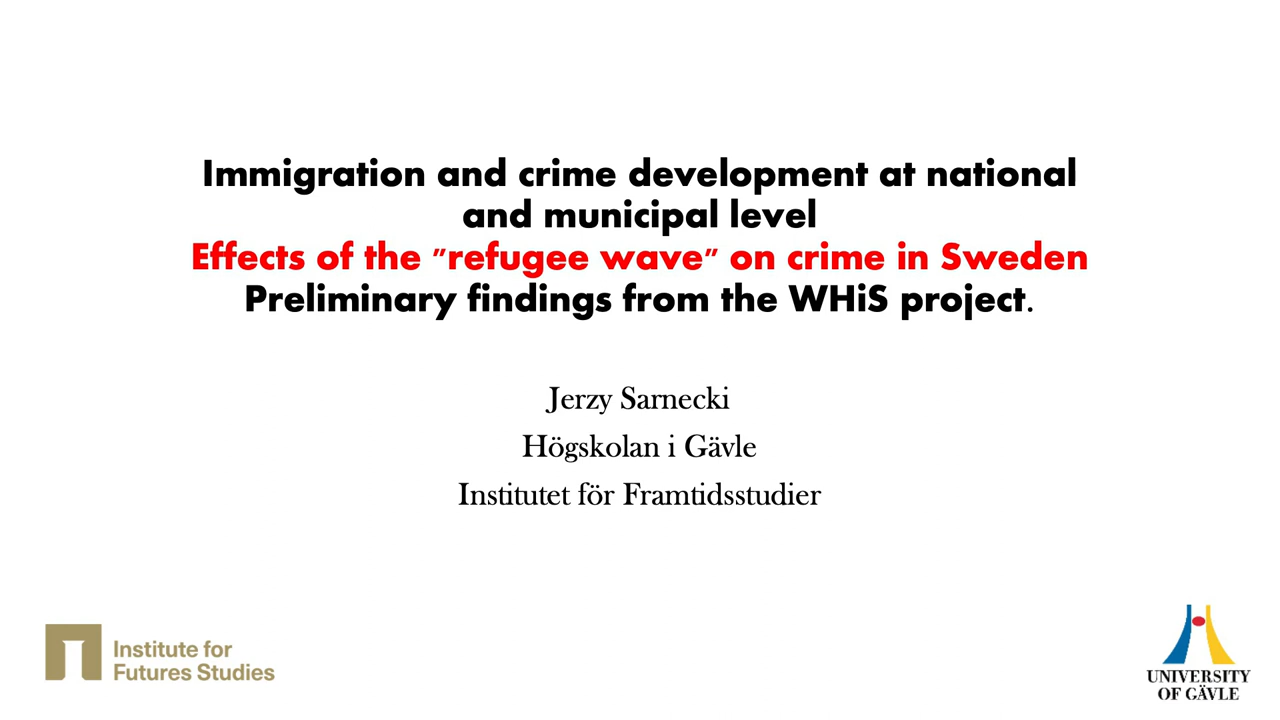 Immigration and crime development at national
and municipal level
Effects of the "refugee wave" on crime in Sweden
Preliminary findings from the WHiS project.
Jerzy Sarnecki
Högskolan i Gävle
Institutet för Framtidsstudier
Institute for
Futures Studies
UNIVERSITY
OF GÄVLE